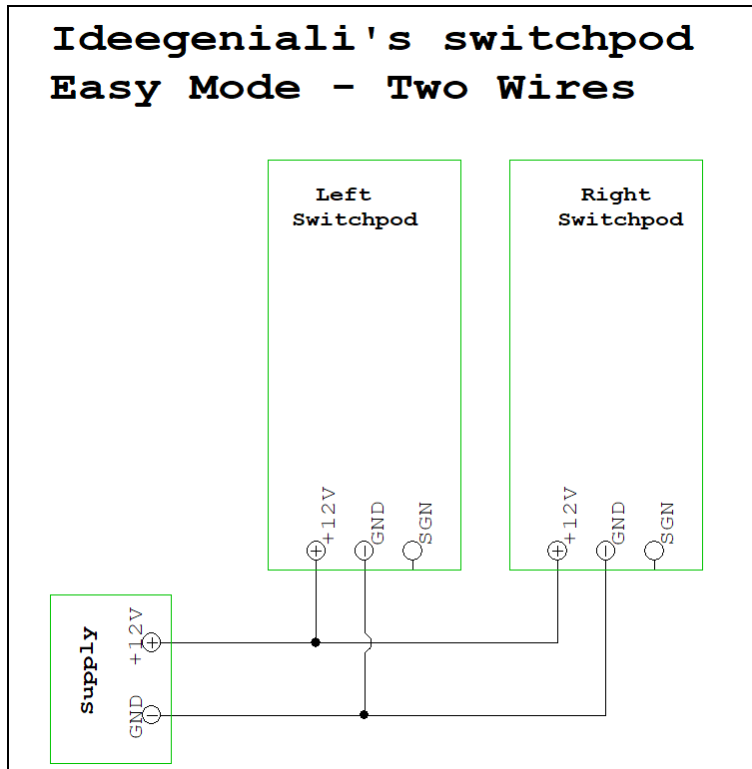 Ideegeniali's switchpod
Easy Mode - Two Wires
Left
Switchpod
Right
Switchpod
+12V
GND
SGN
+12V
GND
SGN
Supply
+12V
GND